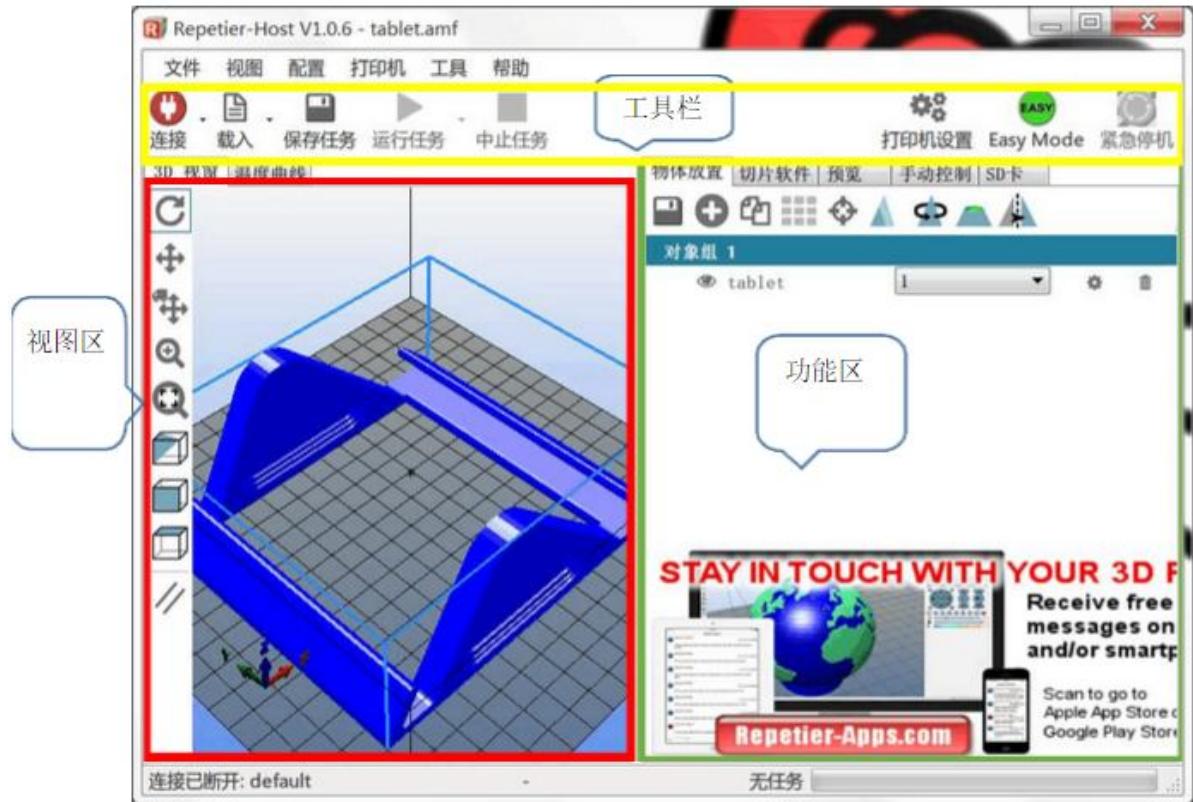 Repetier-Host V1.0.6 - tablet.amf
文件 视图 配置 打印机 工具 帮助
工具栏
连接 载入 保存任务 运行任务 中止任务 打印机设置 EASY Easy Mode 紧急停机
3D 视窗 温度曲线
物体放置 切片软件 预览 手动控制 SD卡
对象组 1
tablet 1
视图区
功能区
STAY IN TOUCH WITH YOUR 3D
Receive free
messages on
and/or smartp
Scan to go to
Apple App Store
Google Play Store
Repetier-Apps.com
连接已断开: default - 无任务